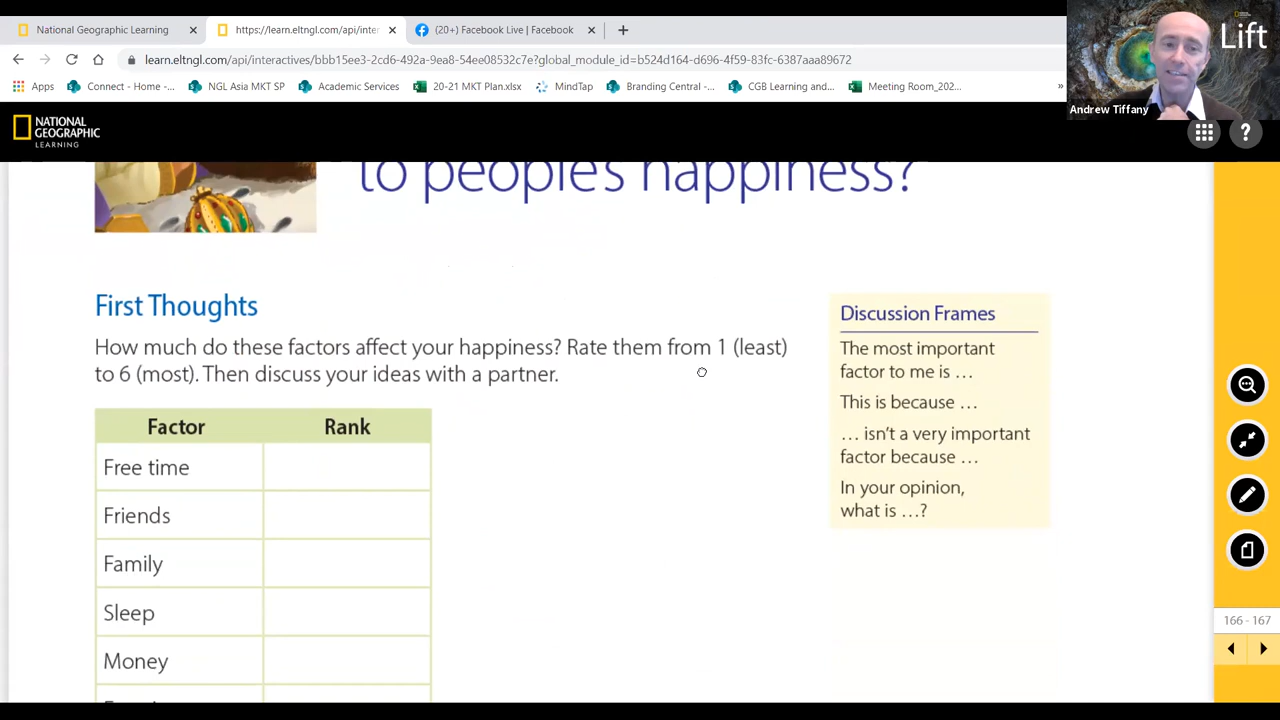 National Geographic Learning
https://learn.eltngl.com/api/inter
(20+) Facebook Live | Facebook
learn.eltngl.com/api/interactives/bbb15ee3-2cd6-492a-9ea8-54ee08532c0e?global_module_id=b524d164-d696-4f59-83fc-6387aaa89672
Apps
Connect - Home -...
NGL Asia MKT SP
Academic Services
20-21 MKT Plan.xlsx
MindTap
Branding Central -...
CGB Learning and...
Meeting Room_202...
»
Lift
Andrew Tiffany
NATIONAL
GEOGRAPHIC
LEARNING
?
to people's happiness?
First Thoughts
How much do these factors affect your happiness? Rate them from 1 (least)
to 6 (most). Then discuss your ideas with a partner.
Factor Rank
Free time
Friends
Family
Sleep
Money
Discussion Frames
The most important
factor to me is ...
This is because ...
... isn't a very important
factor because ...
In your opinion,
what is ...?
166 - 167